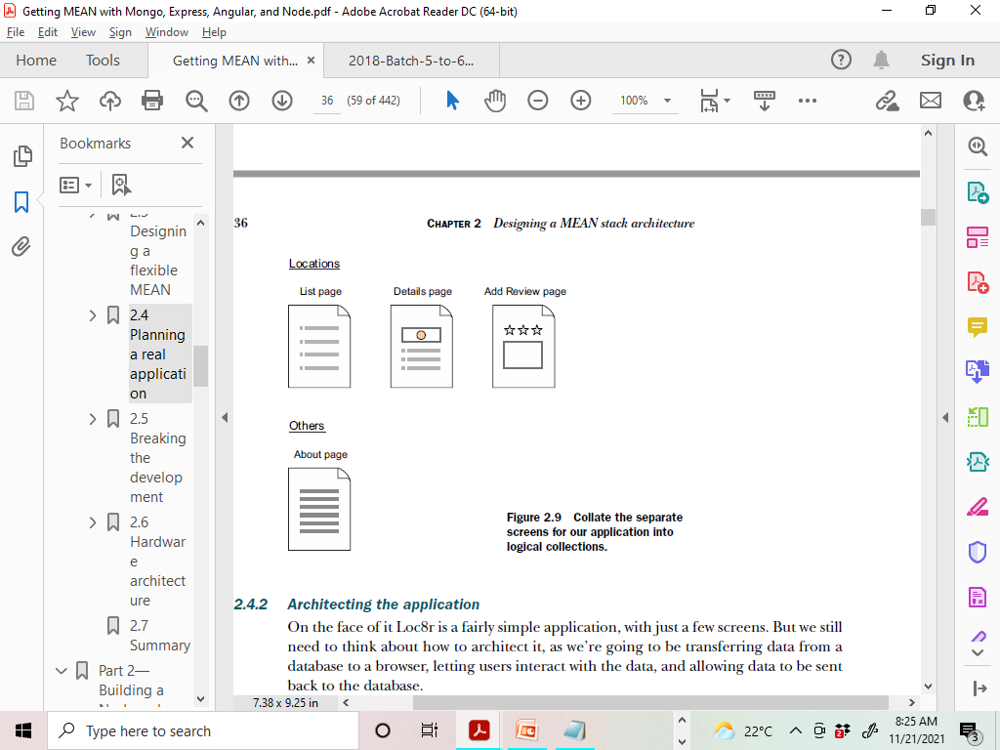 Getting MEAN with Mongo, Express, Angular, and Node.pdf - Adobe Acrobat Reader DC (64-bit)
File Edit View Sign Window Help
Home Tools Getting MEAN with... × 2018-Batch-5-to-6... Sign In
36 (59 of 442) 100%
Bookmarks
Designin
g a
flexible
MEAN
2.4
Planning
a real
applicati
on
2.5
Breaking
the
develop
ment
2.6
Hardwar
e
architect
ure
2.7
Summary
Part 2—
Building a
36 CHAPTER 2 Designing a MEAN stack architecture
Locations
List page Details page Add Review page
Others
About page
Figure 2.9 Collate the separate
screens for our application into
logical collections.
2.4.2 Architecting the application
On the face of it Loc8r is a fairly simple application, with just a few screens. But we still
need to think about how to architect it, as we're going to be transferring data from a
database to a browser, letting users interact with the data, and allowing data to be sent
back to the database.
7.38 x 9.25 in
Type here to search
22°C
8:25 AM
11/21/2021
2
3